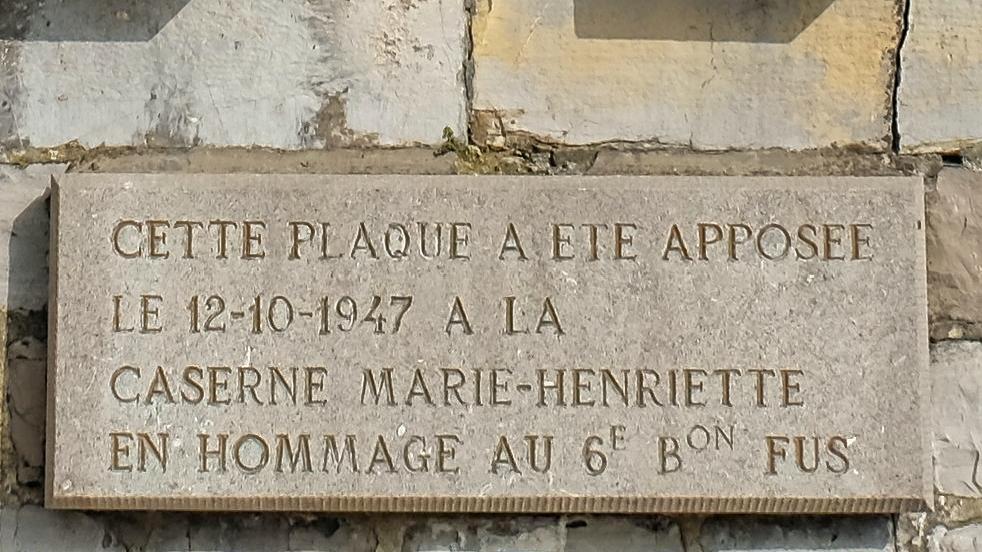 CETTE PLAQUE A ETE APPOSEE
LE 12-10-1947 A LA
CASERNE MARIE-HENRIETTE
EN HOMMAGE AU 6E BON FUS